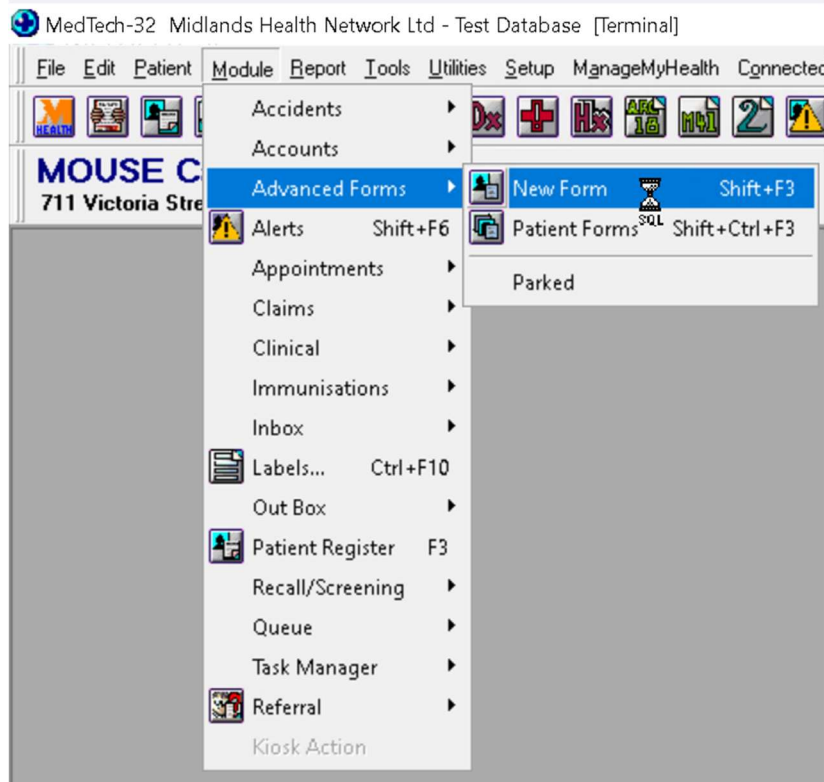 MedTech-32 Midlands Health Network Ltd - Test Database [Terminal]
File Edit Patient Module Report Tools Utilities Setup ManageMyHealth Connected
HEALTH Dx Hx ARC 18 M41 2
MOUSE C
711 Victoria Stre
Accidents
Accounts
Advanced Forms
Alerts Shift+F6
Appointments
Claims
Clinical
Immunisations
Inbox
Labels... Ctrl+F10
Out Box
Patient Register F3
Recall/Screening
Queue
Task Manager
Referral
Kiosk Action
New Form Shift+F3
SQL
Patient Forms Shift+Ctrl+F3
Parked